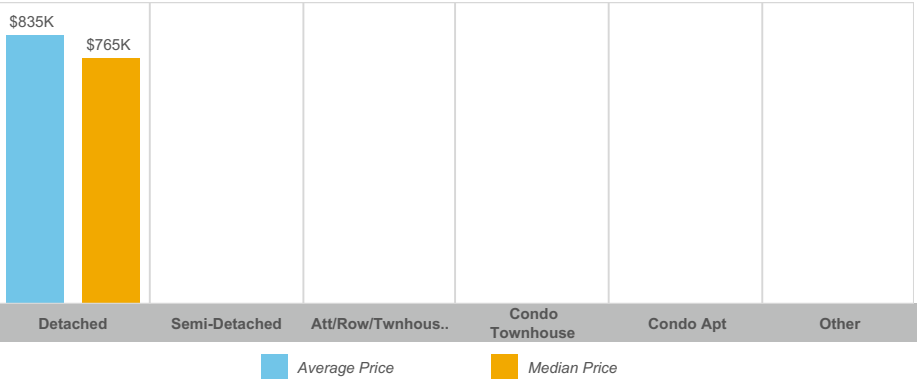 $835K
$765K
Detached
Semi-Detached
Att/Row/Twnhous..
Condo
Townhouse
Condo Apt
Other
Average Price
Median Price